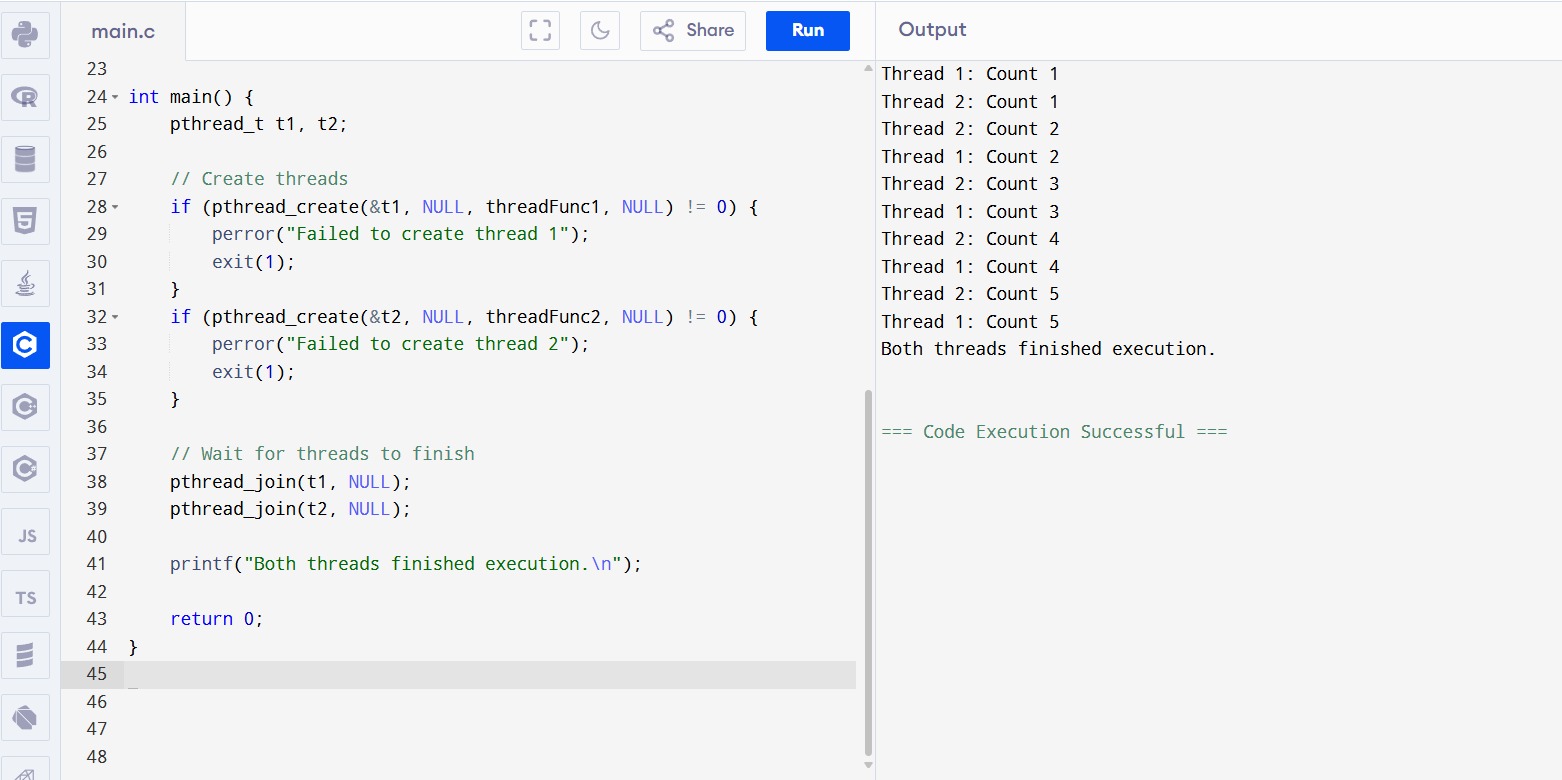 main.c
Share
Run
Output
23
24 int main() {
25     pthread_t t1, t2;
26
27     // Create threads
28     if (pthread_create(&t1, NULL, threadFunc1, NULL) != 0) {
29         perror("Failed to create thread 1");
30         exit(1);
31     }
32     if (pthread_create(&t2, NULL, threadFunc2, NULL) != 0) {
33         perror("Failed to create thread 2");
34         exit(1);
35     }
36
37     // Wait for threads to finish
38     pthread_join(t1, NULL);
39     pthread_join(t2, NULL);
40
41     printf("Both threads finished execution.\n");
42
43     return 0;
44 }
45
46
47
48
Thread 1: Count 1
Thread 2: Count 1
Thread 2: Count 2
Thread 1: Count 2
Thread 2: Count 3
Thread 1: Count 3
Thread 2: Count 4
Thread 1: Count 4
Thread 2: Count 5
Thread 1: Count 5
Both threads finished execution.
=== Code Execution Successful ===
R
5
C
C
C#
JS
TS